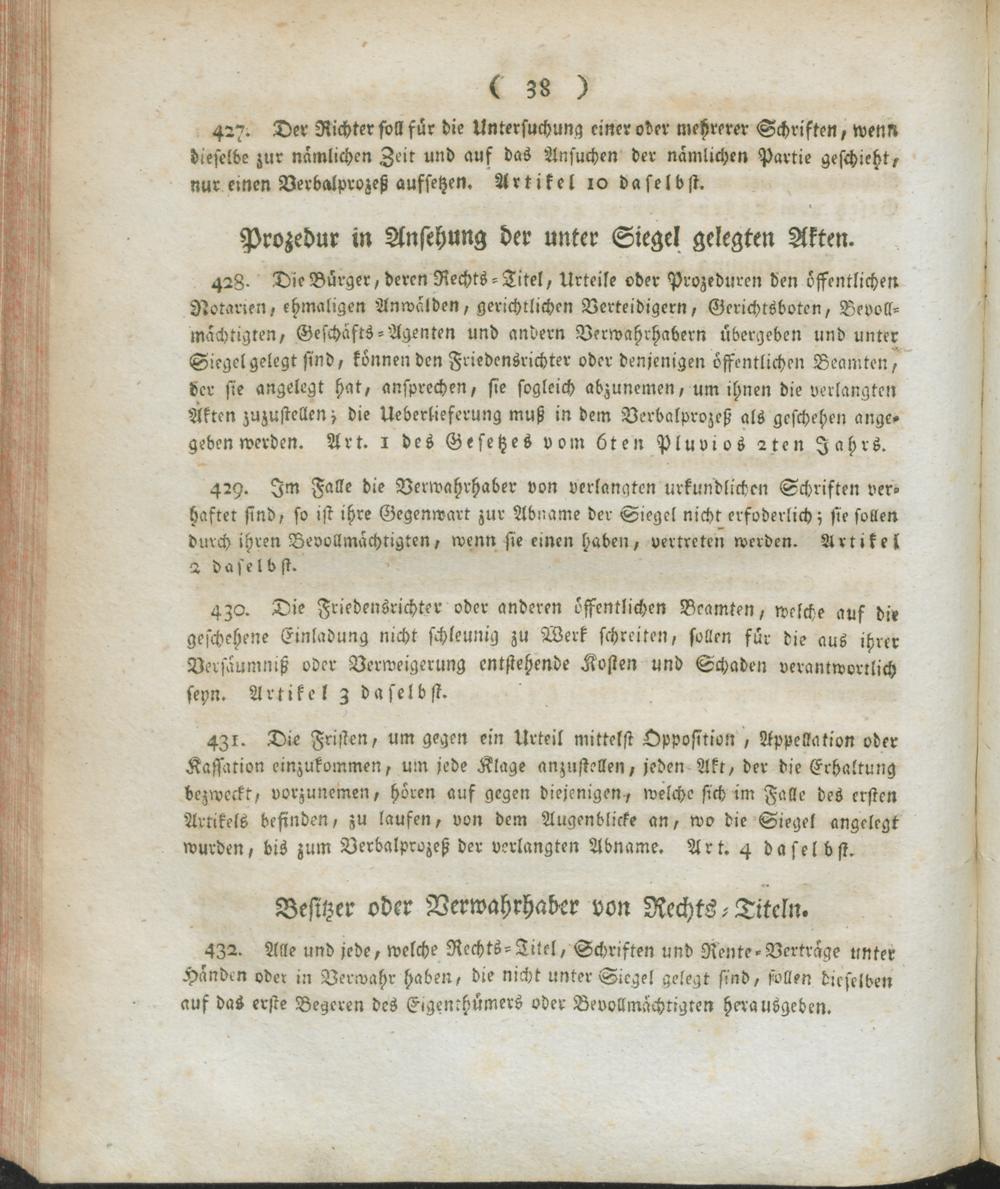 ( 38 )
427. Der Richter soll für die Untersuchung einer oder mehrerer Schriften, wenn
dieselbe zur nämlichen Zeit und auf das Ansuchen der nämlichen Partie geschieht,
nur einen Verbalprozeß aufsetzen. Artikel 10 daselbst.
Prozedur in Ansehung der unter Siegel gelegten Akten.
428. Die Bürger, deren Rechts=Titel, Urteile oder Prozeduren den öffentlichen
Notarien, ehmaligen Anwälden, gerichtlichen Verteidigern, Gerichtsboten, Bevoll=
mächtigten, Geschäfts=Agenten und andern Verwahrhabern übergeben und unter
Siegel gelegt sind, können den Friedensrichter oder denjenigen öffentlichen Beamten,
der sie angelegt hat, ansprechen, sie sogleich abzunemen, um ihnen die verlangten
Akten zuzustellen; die Ueberlieferung muß in dem Verbalprozeß als geschehen ange=
geben werden. Art. 1 des Gesetzes vom 6ten Pluvios 2ten Jahrs.
429. Im Falle die Verwahrhaber von verlangten urkundlichen Schriften ver=
haftet sind, so ist ihre Gegenwart zur Abname der Siegel nicht erfoderlich; sie sollen
durch ihren Bevollmächtigten, wenn sie einen haben, vertreten werden. Artikel
2 daselbst.
430. Die Friedensrichter oder anderen öffentlichen Beamten, welche auf die
geschehene Einladung nicht schleunig zu Werk schreiten, sollen für die aus ihrer
Versäumniß oder Verweigerung entstehende Kosten und Schaden verantwortlich
seyn. Artikel 3 daselbst.
431. Die Fristen, um gegen ein Urteil mittelst Opposition, Appellation oder
Kassation einzukommen, um jede Klage anzustellen, jeden Akt, der die Erhaltung
bezweckt, vorzunemen, hören auf gegen diejenigen, welche sich im Falle des ersten
Artikels befinden, zu laufen, von dem Augenblicke an, wo die Siegel angelegt
wurden, bis zum Verbalprozeß der verlangten Abname. Art. 4 daselbst.
Besitzer oder Verwahrhaber von Rechts=Titeln.
432. Alle und jede, welche Rechts=Titel, Schriften und Rente=Verträge unter
Händen oder in Verwahr haben, die nicht unter Siegel gelegt sind, sollen dieselben
auf das erste Begeren des Eigenthümers oder Bevollmächtigten herausgeben.